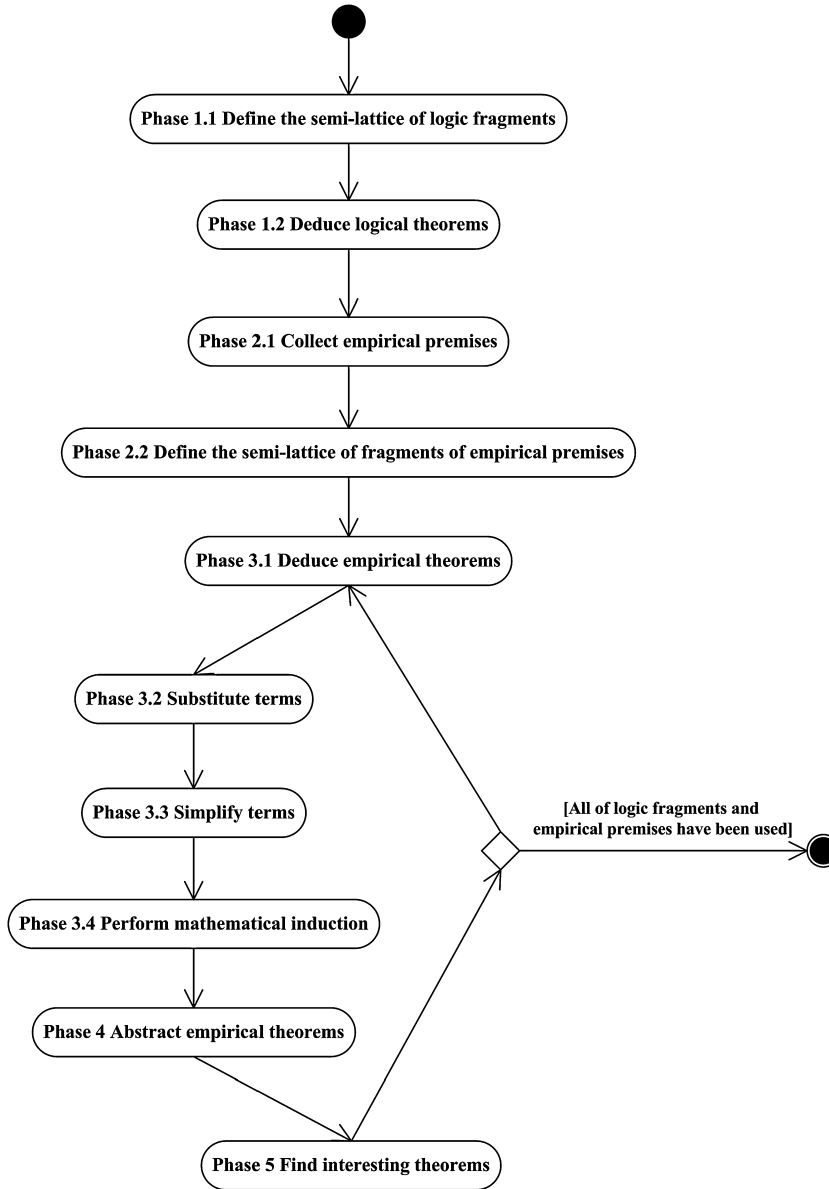 Phase 1.1 Define the semi-lattice of logic fragments
Phase 1.2 Deduce logical theorems
Phase 2.1 Collect empirical premises
Phase 2.2 Define the semi-lattice of fragments of empirical premises
Phase 3.1 Deduce empirical theorems
Phase 3.2 Substitute terms
Phase 3.3 Simplify terms
[All of logic fragments and
empirical premises have been used]
Phase 3.4 Perform mathematical induction
Phase 4 Abstract empirical theorems
Phase 5 Find interesting theorems